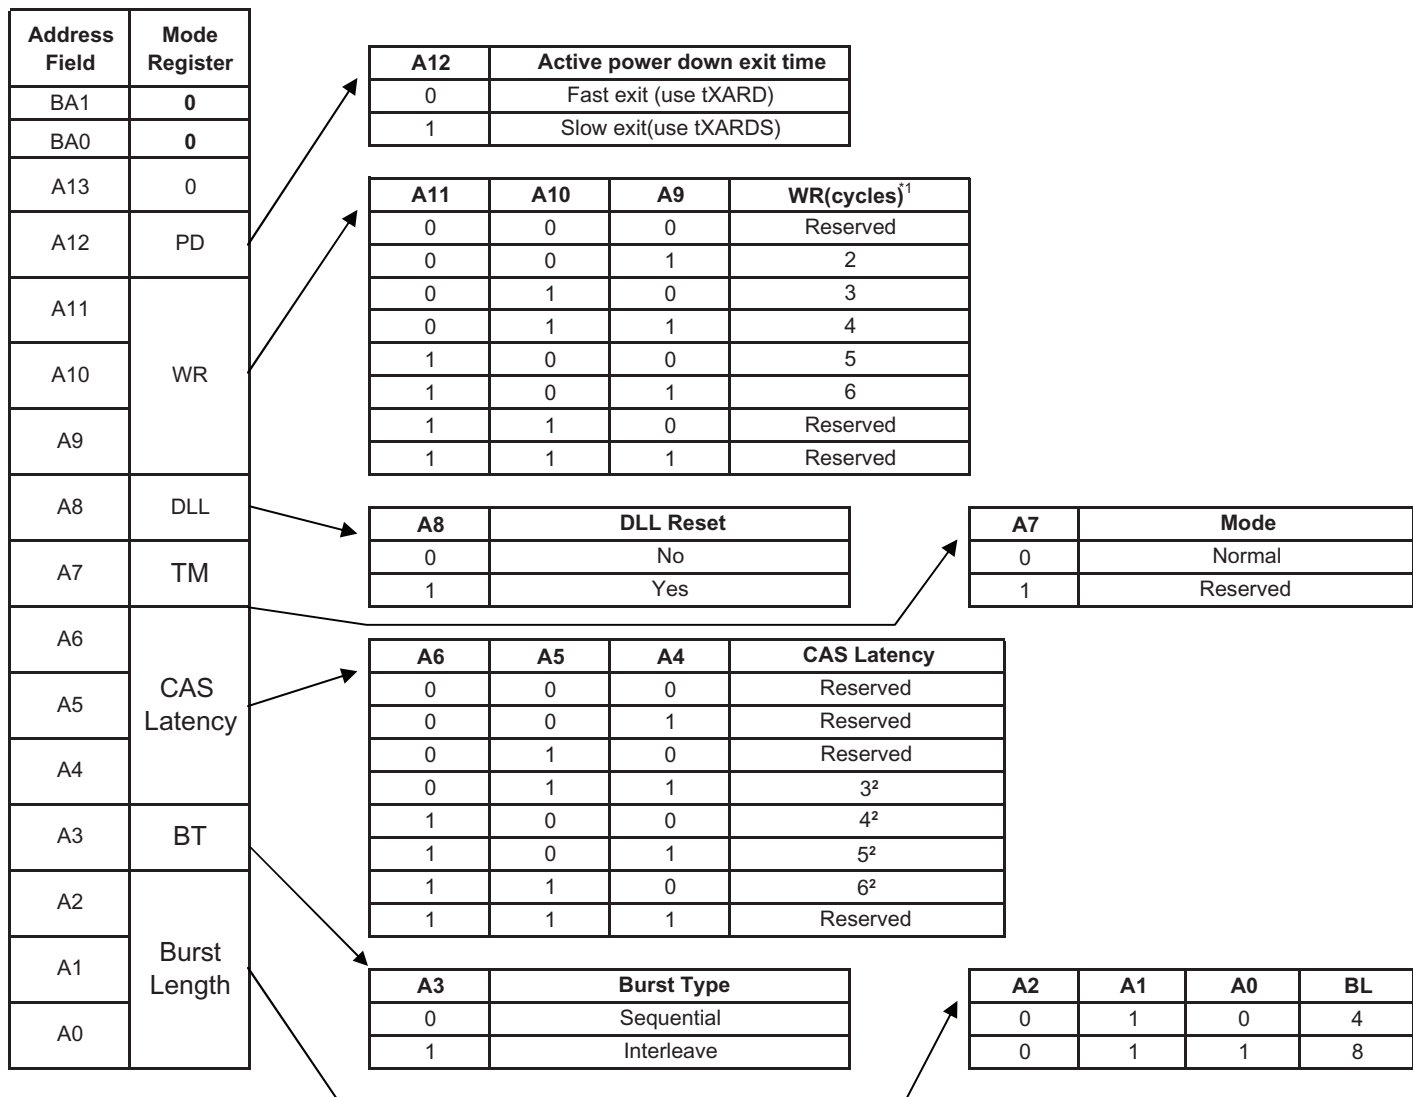 Address Field | Mode Register
BA1 | 0
BA0 | 0
A13 | 0
A12 | PD
A11
A10 | WR
A9
A8 | DLL
A7 | TM
A6
A5 | CAS Latency
A4
A3 | BT
A2
A1 | Burst Length
A0
A12 | Active power down exit time
0 | Fast exit (use tXARD)
1 | Slow exit(use tXARDS)
A11 | A10 | A9 | WR(cycles)*1
0 | 0 | 0 | Reserved
0 | 0 | 1 | 2
0 | 1 | 0 | 3
0 | 1 | 1 | 4
1 | 0 | 0 | 5
1 | 0 | 1 | 6
1 | 1 | 0 | Reserved
1 | 1 | 1 | Reserved
A8 | DLL Reset
0 | No
1 | Yes
A7 | Mode
0 | Normal
1 | Reserved
A6 | A5 | A4 | CAS Latency
0 | 0 | 0 | Reserved
0 | 0 | 1 | Reserved
0 | 1 | 0 | Reserved
0 | 1 | 1 | 3²
1 | 0 | 0 | 4²
1 | 0 | 1 | 5²
1 | 1 | 0 | 6²
1 | 1 | 1 | Reserved
A3 | Burst Type
0 | Sequential
1 | Interleave
A2 | A1 | A0 | BL
0 | 1 | 0 | 4
0 | 1 | 1 | 8